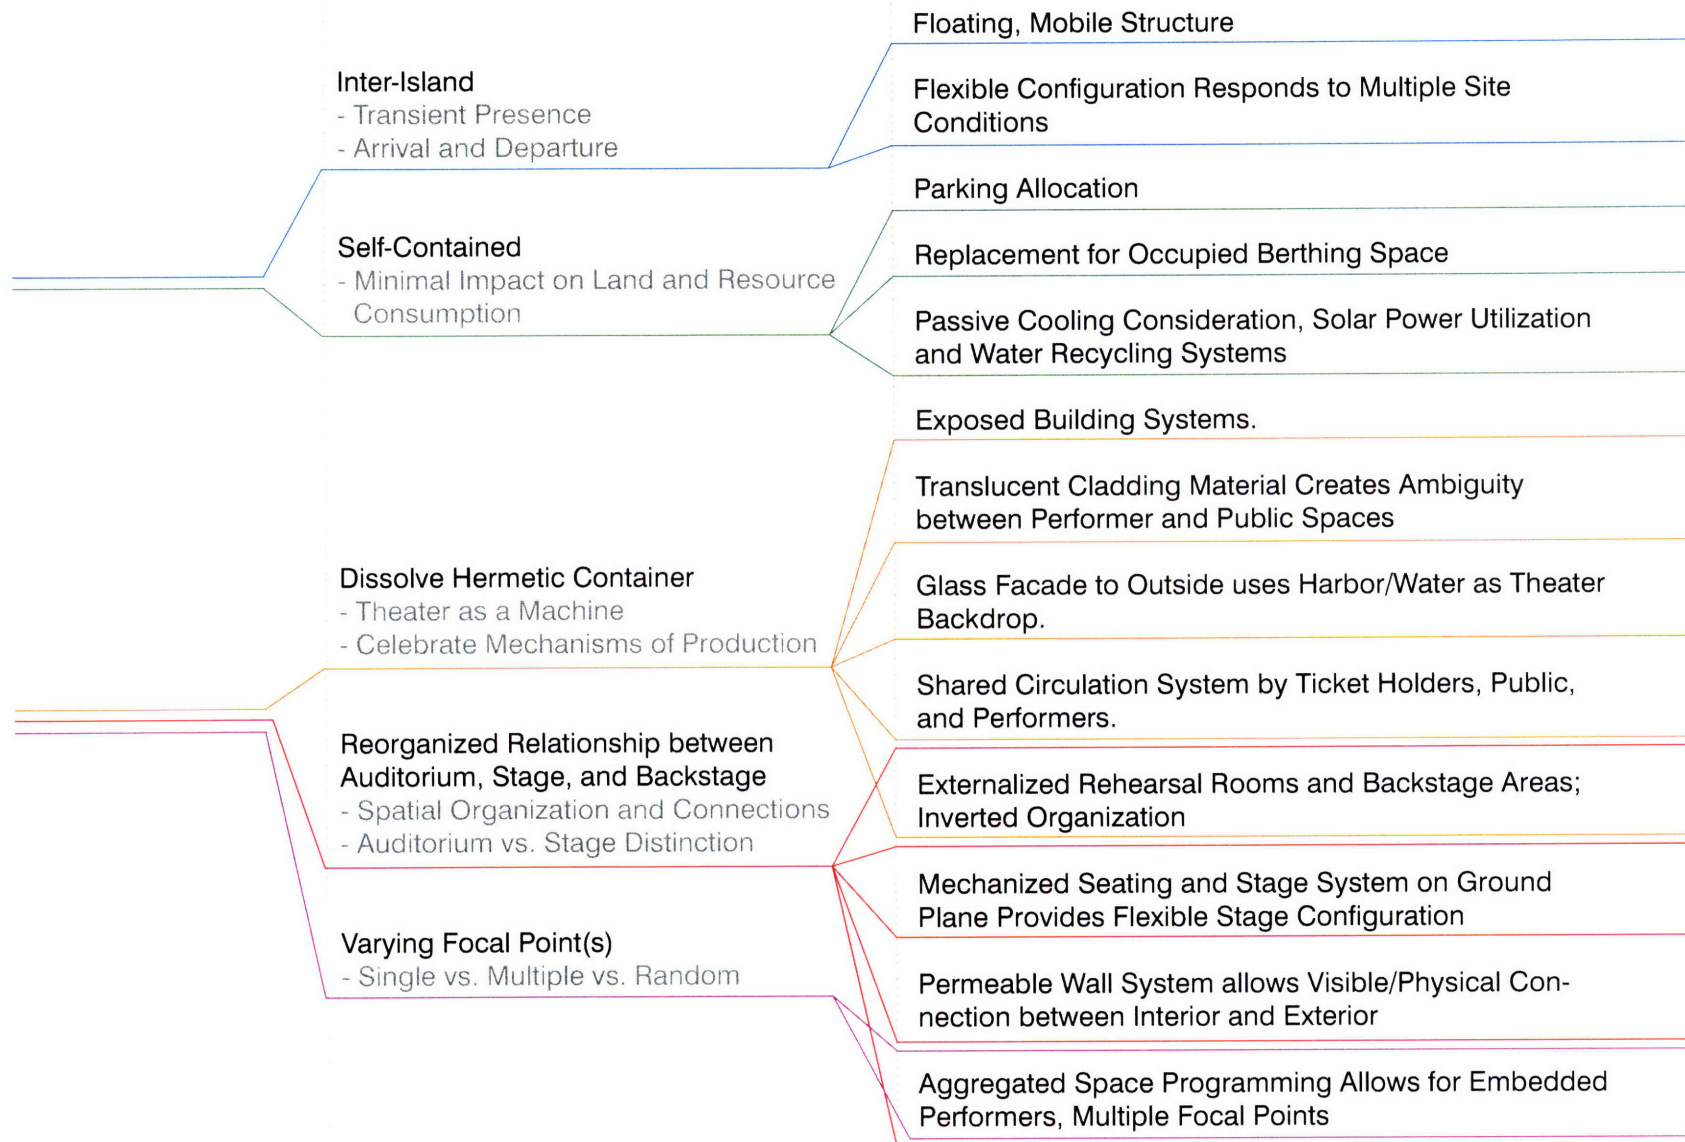 Inter-Island
- Transient Presence
- Arrival and Departure
Self-Contained
- Minimal Impact on Land and Resource
Consumption
Dissolve Hermetic Container
- Theater as a Machine
- Celebrate Mechanisms of Production
Reorganized Relationship between
Auditorium, Stage, and Backstage
- Spatial Organization and Connections
- Auditorium vs. Stage Distinction
Varying Focal Point(s)
- Single vs. Multiple vs. Random
Floating, Mobile Structure
Flexible Configuration Responds to Multiple Site
Conditions
Parking Allocation
Replacement for Occupied Berthing Space
Passive Cooling Consideration, Solar Power Utilization
and Water Recycling Systems
Exposed Building Systems.
Translucent Cladding Material Creates Ambiguity
between Performer and Public Spaces
Glass Facade to Outside uses Harbor/Water as Theater
Backdrop.
Shared Circulation System by Ticket Holders, Public,
and Performers.
Externalized Rehearsal Rooms and Backstage Areas;
Inverted Organization
Mechanized Seating and Stage System on Ground
Plane Provides Flexible Stage Configuration
Permeable Wall System allows Visible/Physical Con-
nection between Interior and Exterior
Aggregated Space Programming Allows for Embedded
Performers, Multiple Focal Points